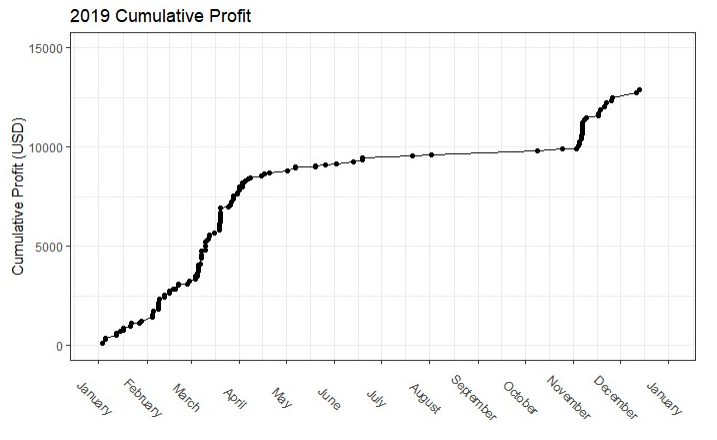 2019 Cumulative Profit
15000
10000
5000
0
Cumulative Profit (USD)
January
February
March
April
May
June
July
August
September
October
November
December
January